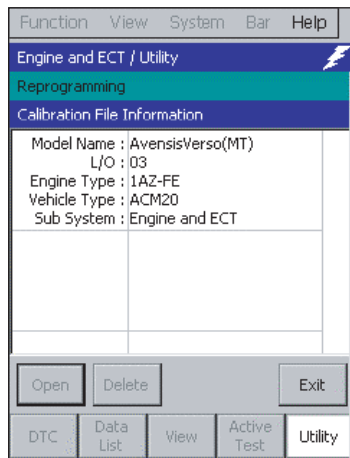 Function View System Bar Help
Engine and ECT / Utility
Reprogramming
Calibration File Information
Model Name : AvensisVerso(MT)
L/O : 03
Engine Type : 1AZ-FE
Vehicle Type : ACM20
Sub System : Engine and ECT
Open Delete Exit
DTC Data List View Active Test Utility